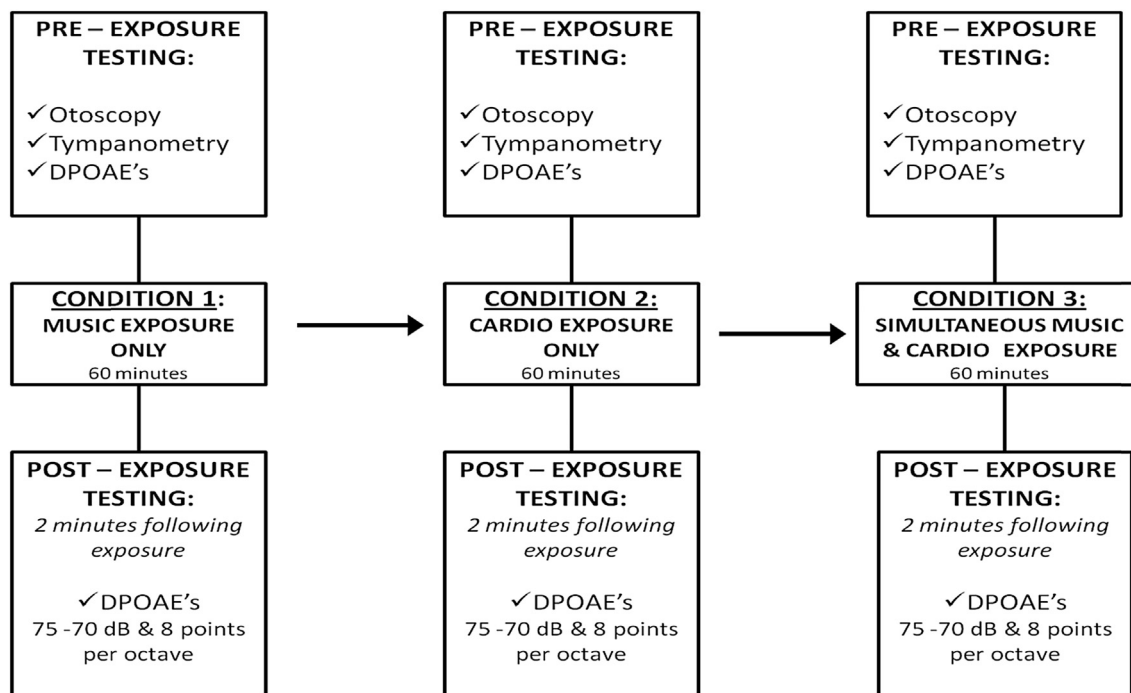 PRE – EXPOSURE
TESTING:
✓Otoscopy
✓Tympanometry
✓DPOAE's
CONDITION 1:
MUSIC EXPOSURE
ONLY
60 minutes
POST – EXPOSURE
TESTING:
2 minutes following
exposure
✓DPOAE's
75 -70 dB & 8 points
per octave
PRE – EXPOSURE
TESTING:
✓Otoscopy
✓Tympanometry
✓DPOAE's
CONDITION 2:
CARDIO EXPOSURE
ONLY
60 minutes
POST – EXPOSURE
TESTING:
2 minutes following
exposure
✓DPOAE's
75 -70 dB & 8 points
per octave
PRE – EXPOSURE
TESTING:
✓Otoscopy
✓Tympanometry
✓DPOAE's
CONDITION 3:
SIMULTANEOUS MUSIC
& CARDIO EXPOSURE
60 minutes
POST – EXPOSURE
TESTING:
2 minutes following
exposure
✓DPOAE's
75 -70 dB & 8 points
per octave